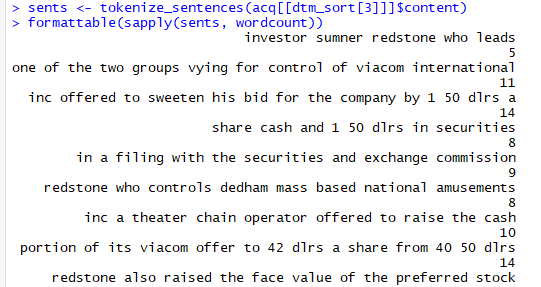 > sents <- tokenize_sentences(acq[[dtm_sort[3]]]$content)
> formattable(sapply(sents, wordcount))
investor sumner redstone who leads
5
one of the two groups vying for control of viacom international
11
inc offered to sweeten his bid for the company by 1 50 dlrs a
14
share cash and 1 50 dlrs in securities
8
in a filing with the securities and exchange commission
9
redstone who controls dedham mass based national amusements
8
inc a theater chain operator offered to raise the cash
10
portion of its viacom offer to 42 dlrs a share from 40 50 dlrs
14
redstone also raised the face value of the preferred stock